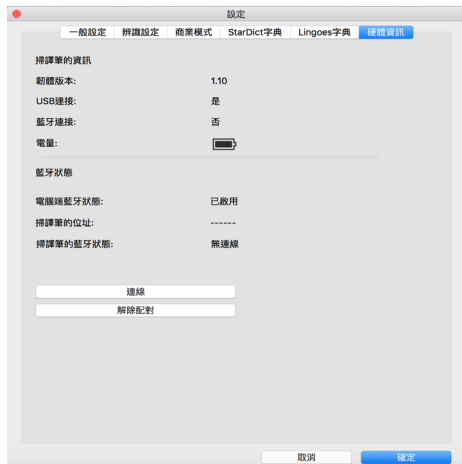 設定
一般設定 辨識設定 商業模式 StarDict字典 Lingoes字典 硬體資訊
掃譯筆的資訊
韌體版本: 1.10
USB連接: 是
藍牙連接: 否
電量:
藍牙狀態
電腦端藍牙狀態: 已啟用
掃譯筆的位址: ------
掃譯筆的藍牙狀態: 無連線
連線
解除配對
取消 確定